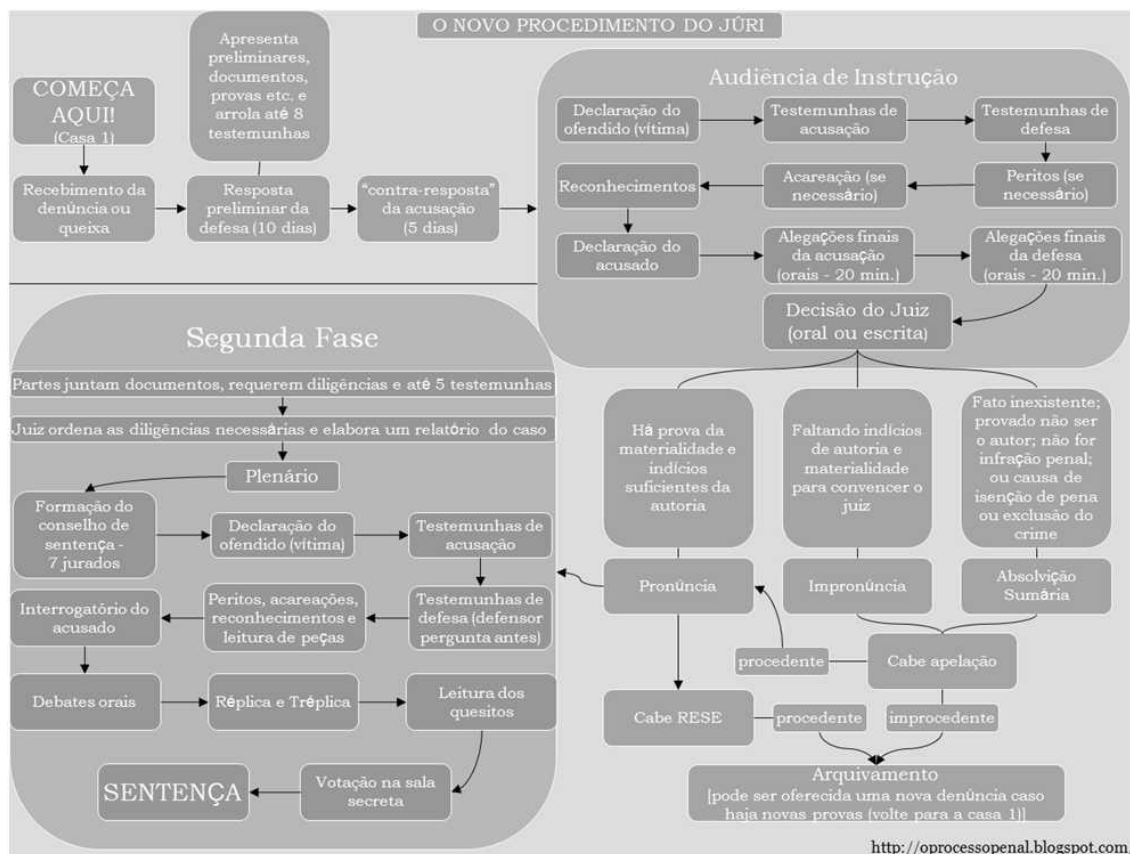 O NOVO PROCEDIMENTO DO JÚRI
COMEÇA
AQUI!
(Casa 1)
Apresenta
preliminares,
documentos,
provas etc. e
arrola até 8
testemunhas
Recebimento da
denúncia ou
queixa
Resposta
preliminar da
defesa (10 dias)
"contra-resposta"
da acusação
(5 dias)
Audiência de Instrução
Declaração do
ofendido (vítima)
Testemunhas
de acusação
Testemunhas
de defesa
Peritos (se
necessário)
Acareação (se
necessário)
Reconhecimentos
Declaração do
acusado
Alegações finais
da acusação
(orais - 20 min.)
Alegações finais
da defesa
(orais - 20 min.)
Decisão do Juiz
(oral ou escrita)
Há prova da
materialidade e
indícios
suficientes da
autoria
Faltando indícios
de autoria e
materialidade
para convencer o
juiz
Fato inexistente;
provado não ser
o autor; não for
infração penal;
ou causa de
isenção de pena
ou exclusão do
crime
Pronúncia
Impronúncia
Absolvição
Sumária
procedente
Cabe apelação
Cabe RESE
procedente
improcedente
Arquivamento
[pode ser oferecida uma nova denúncia caso
haja novas provas (volte para a casa 1)]
Segunda Fase
Partes juntam documentos, requerem diligências e até 5 testemunhas
Juiz ordena as diligências necessárias e elabora um relatório do caso
Plenário
Formação do
conselho de
sentença -
7 jurados
Declaração do
ofendido (vítima)
Testemunhas de
acusação
Testemunhas de
defesa (defensor
pergunta antes)
Peritos, acareações,
reconhecimentos e
leitura de peças
Interrogatório do
acusado
Debates orais
Réplica e Tréplica
Leitura dos
quesitos
Votação na sala
secreta
SENTENÇA
http://oprocessopenal.blogspot.com